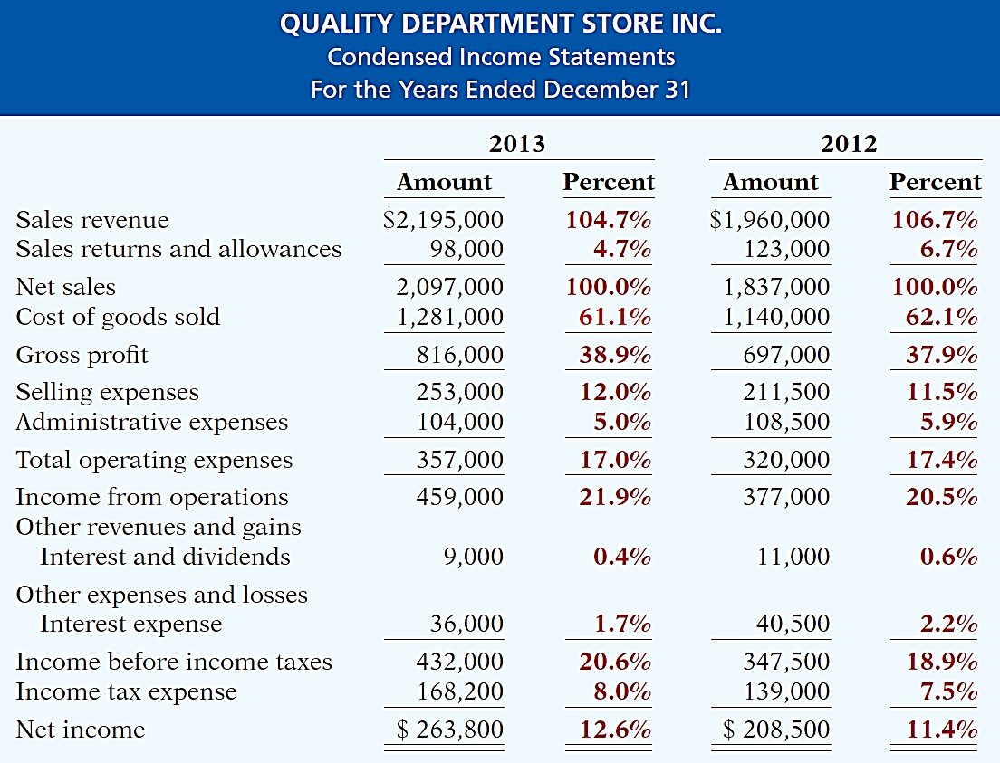 QUALITY DEPARTMENT STORE INC.
Condensed Income Statements
For the Years Ended December 31
2013 2012
Amount Percent Amount Percent
Sales revenue $2,195,000 104.7% $1,960,000 106.7%
Sales returns and allowances 98,000 4.7% 123,000 6.7%
Net sales 2,097,000 100.0% 1,837,000 100.0%
Cost of goods sold 1,281,000 61.1% 1,140,000 62.1%
Gross profit 816,000 38.9% 697,000 37.9%
Selling expenses 253,000 12.0% 211,500 11.5%
Administrative expenses 104,000 5.0% 108,500 5.9%
Total operating expenses 357,000 17.0% 320,000 17.4%
Income from operations 459,000 21.9% 377,000 20.5%
Other revenues and gains
Interest and dividends 9,000 0.4% 11,000 0.6%
Other expenses and losses
Interest expense 36,000 1.7% 40,500 2.2%
Income before income taxes 432,000 20.6% 347,500 18.9%
Income tax expense 168,200 8.0% 139,000 7.5%
Net income $ 263,800 12.6% $ 208,500 11.4%